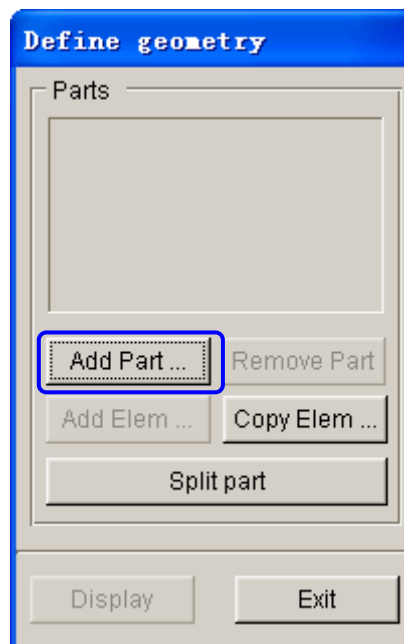 Define geometry
Parts
Add Part ... Remove Part
Add Elem ... Copy Elem ...
Split part
Display Exit